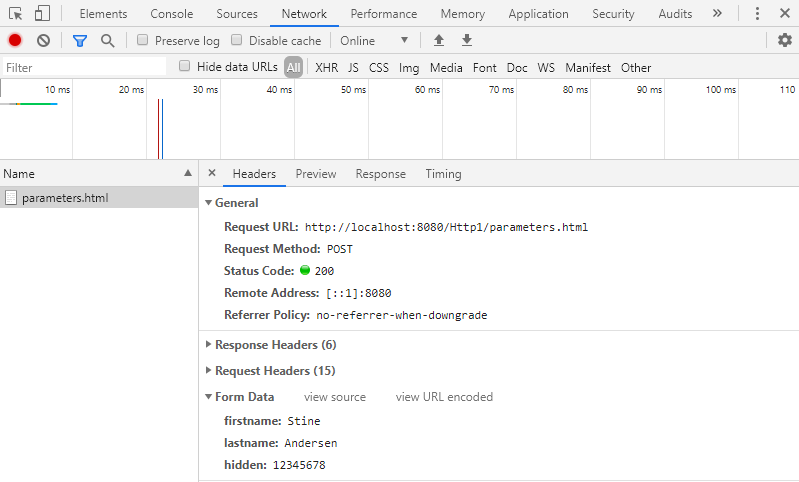 Elements Console Sources Network Performance Memory Application Security Audits »
Preserve log Disable cache Online
Filter Hide data URLs All XHR JS CSS Img Media Font Doc WS Manifest Other
10 ms 20 ms 30 ms 40 ms 50 ms 60 ms 70 ms 80 ms 90 ms 100 ms 110
Name × Headers Preview Response Timing
parameters.html
General
Request URL: http://localhost:8080/Http1/parameters.html
Request Method: POST
Status Code: 200
Remote Address: [::1]:8080
Referrer Policy: no-referrer-when-downgrade
Response Headers (6)
Request Headers (15)
Form Data view source view URL encoded
firstname: Stine
lastname: Andersen
hidden: 12345678